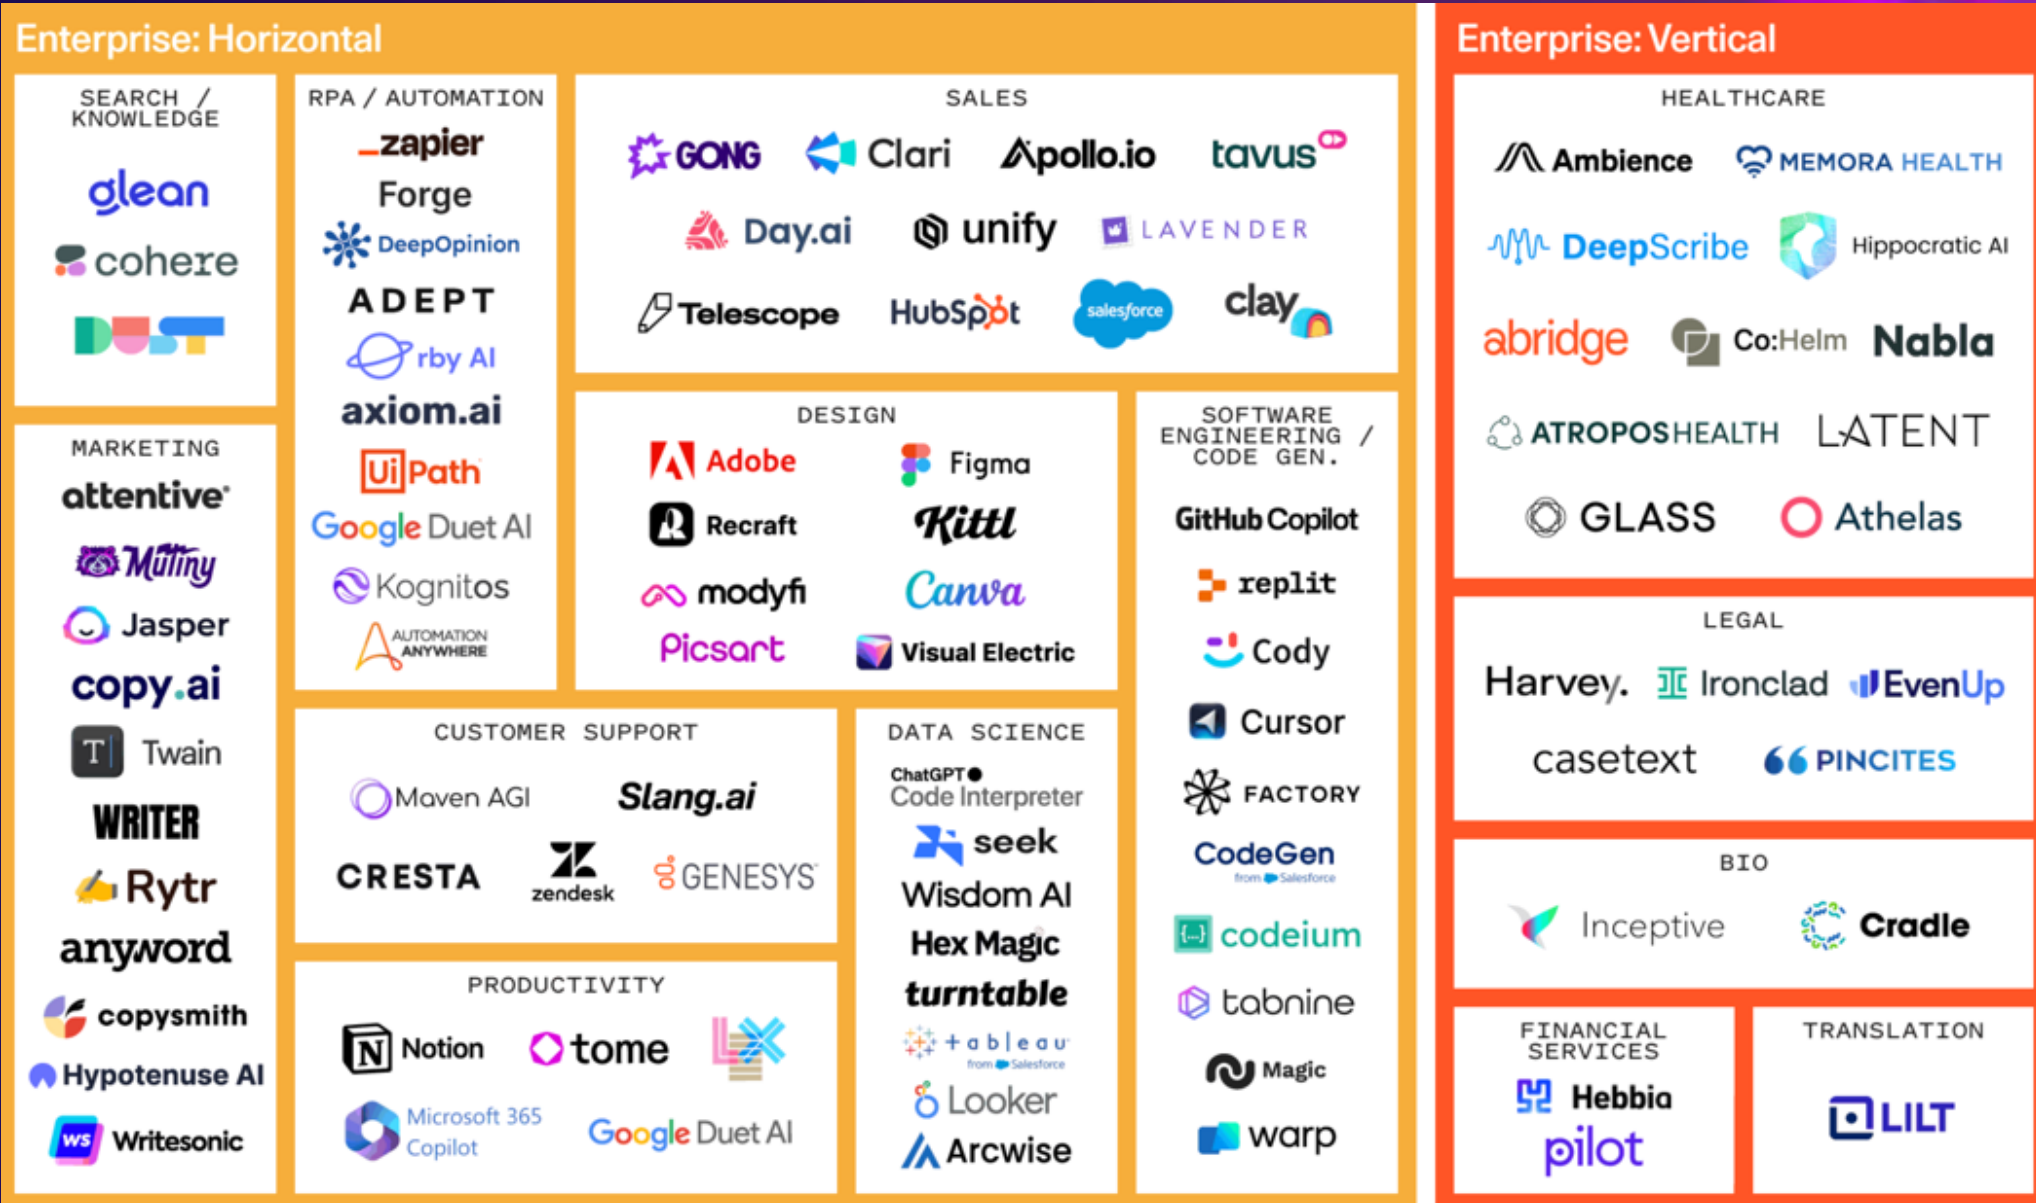 Enterprise: Horizontal
SEARCH /
KNOWLEDGE
glean
cohere
DUST
MARKETING
attentive®
Mutiny
Jasper
copy.ai
T Twain
WRITER
Rytr
anyword
copysmith
Hypotenuse AI
WS Writesonic
RPA / AUTOMATION
_zapier
Forge
DeepOpinion
ADEPT
Orby AI
axiom.ai
UiPath
Google Duet AI
Kognitos
AUTOMATION
ANYWHERE
SALES
GONG Clari Apollo.io tavus
Day.ai unify LAVENDER
Telescope HubSpot salesforce clay
DESIGN
Adobe Figma
Recraft Kittl
modyfi Canva
Picsart Visual Electric
SOFTWARE
ENGINEERING /
CODE GEN.
GitHub Copilot
replit
Cody
Cursor
FACTORY
CodeGen
from Salesforce
{...} codeium
tabnine
Magic
warp
CUSTOMER SUPPORT
Maven AGI Slang.ai
CRESTA zendesk GENESYS™
PRODUCTIVITY
N Notion tome LEX
Microsoft 365
Copilot
Google Duet AI
DATA SCIENCE
ChatGPT
Code Interpreter
seek
Wisdom AI
Hex Magic
turntable
+ableau
from Salesforce
Looker
Arcwise
Enterprise: Vertical
HEALTHCARE
Ambience MEMORA HEALTH
DeepScribe Hippocratic AI
abridge Co:Helm Nabla
ATROPOSHEALTH LATENT
GLASS Athelas
LEGAL
Harvey. Ironclad EvenUp
casetext PINCITES
BIO
Inceptive Cradle
FINANCIAL
SERVICES
Hebbia
pilot
TRANSLATION
LILT